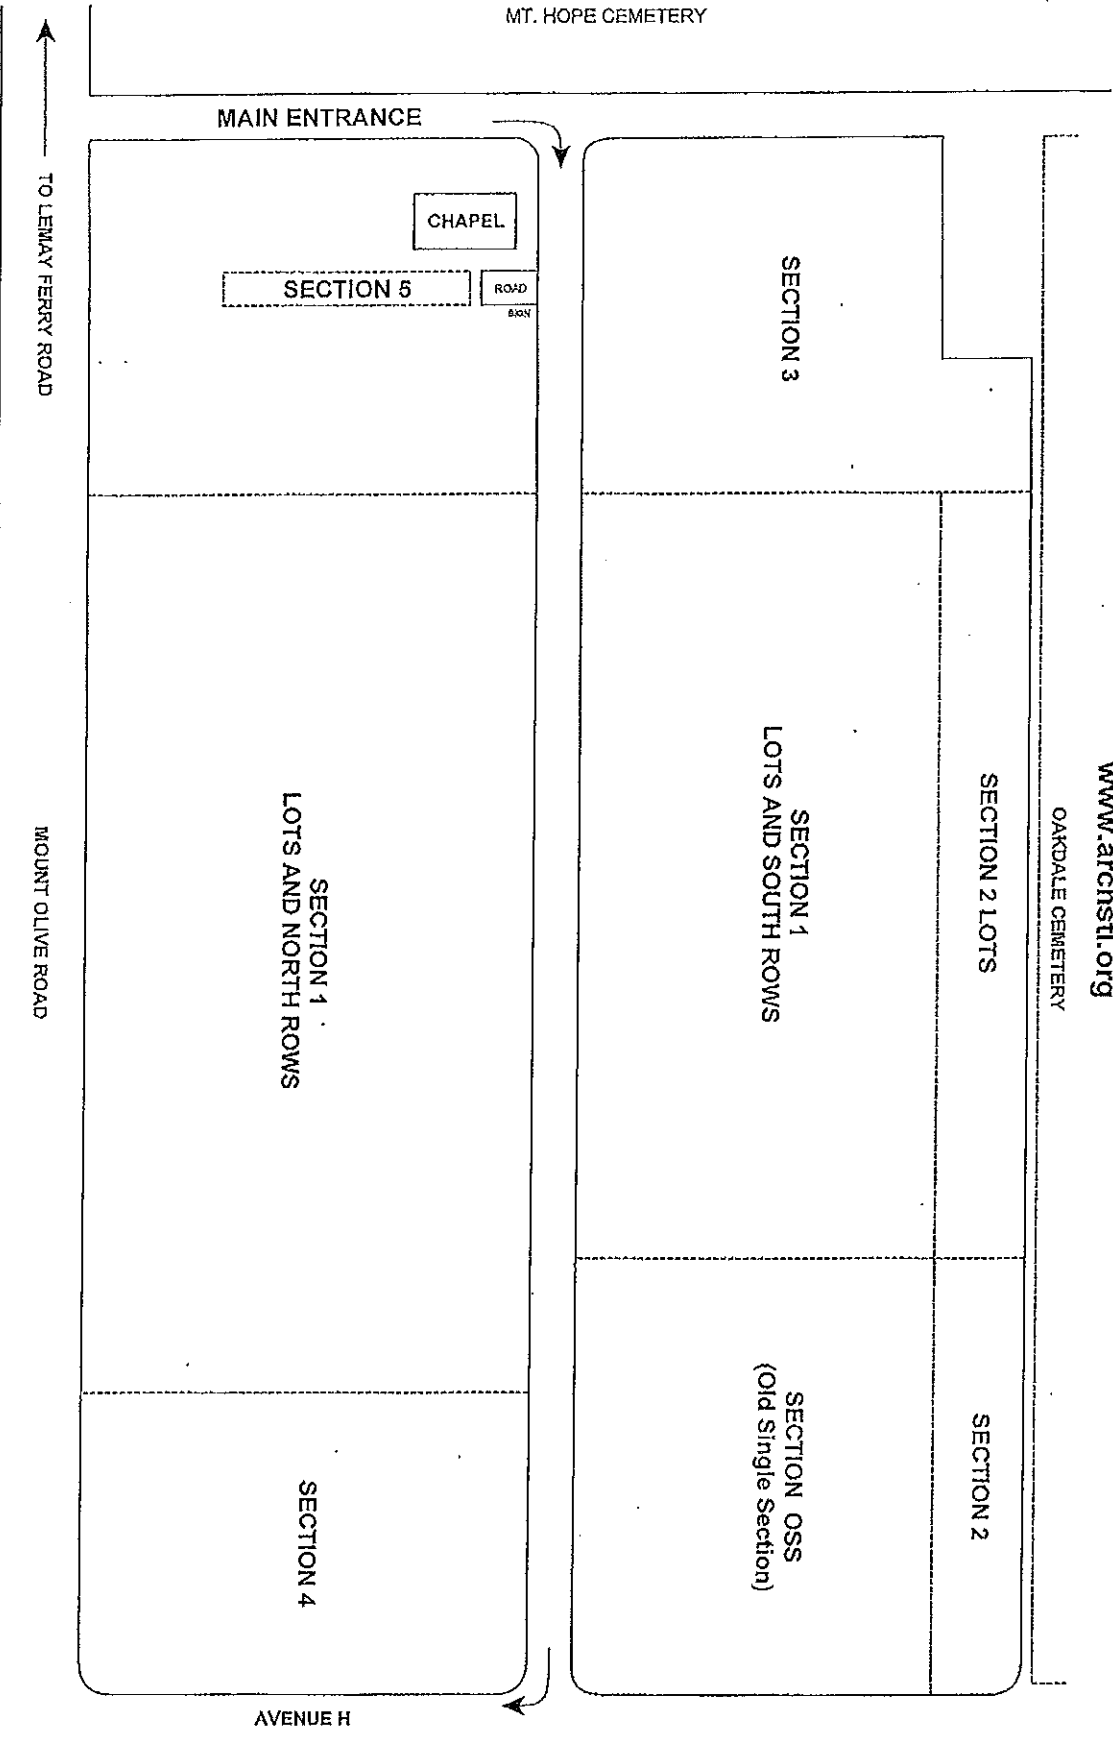 MT. HOPE CEMETERY
MAIN ENTRANCE
TO LEMAY FERRY ROAD
CHAPEL
SECTION 5
ROAD
SIGN
SECTION 3
www.archstl.org
OAKDALE CEMETERY
SECTION 2 LOTS
SECTION 1
LOTS AND SOUTH ROWS
SECTION 1
LOTS AND NORTH ROWS
MOUNT OLIVE ROAD
SECTION 2
SECTION OSS
(Old Single Section)
SECTION 4
AVENUE H